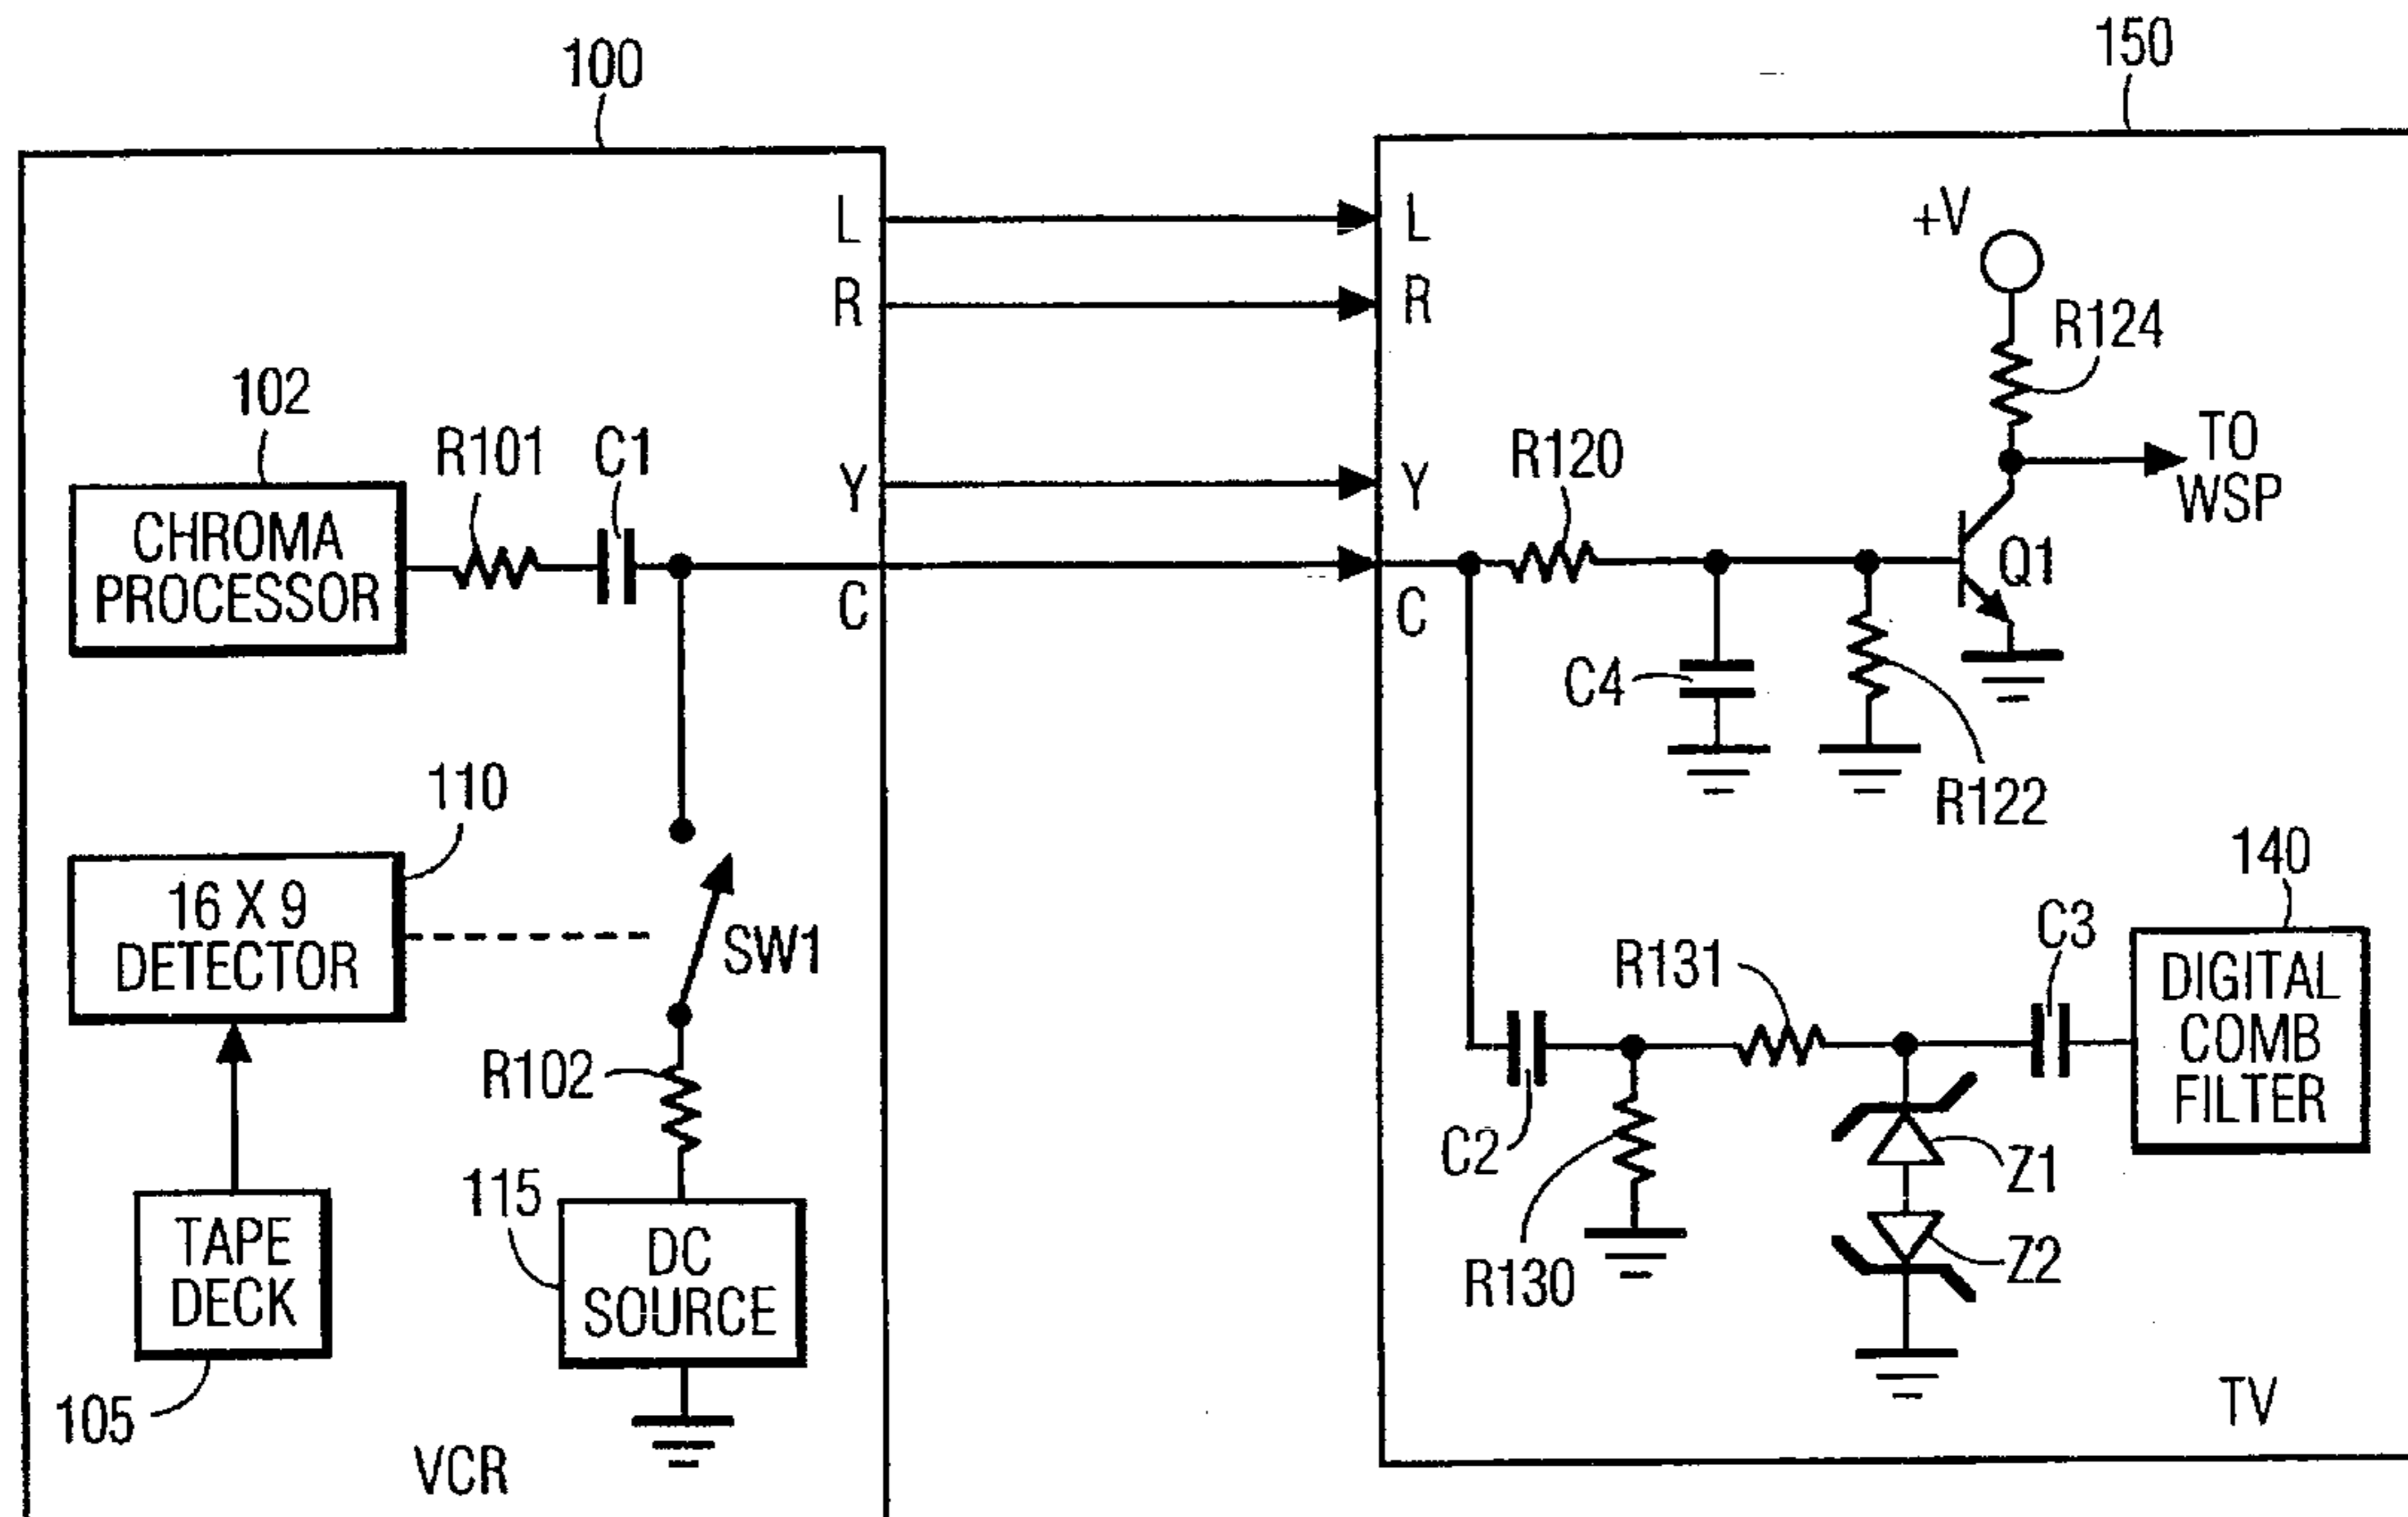 100
150
L
R
Y
C
L
R
Y
C
102
R101
C1
CHROMA
PROCESSOR
110
16 X 9
DETECTOR
SW1
R102
TAPE
DECK
105
115
DC
SOURCE
VCR
+V
R124
TO
WSP
R120
Q1
C4
R122
140
C3
R131
DIGITAL
COMB
FILTER
C2
R130
Z1
Z2
TV